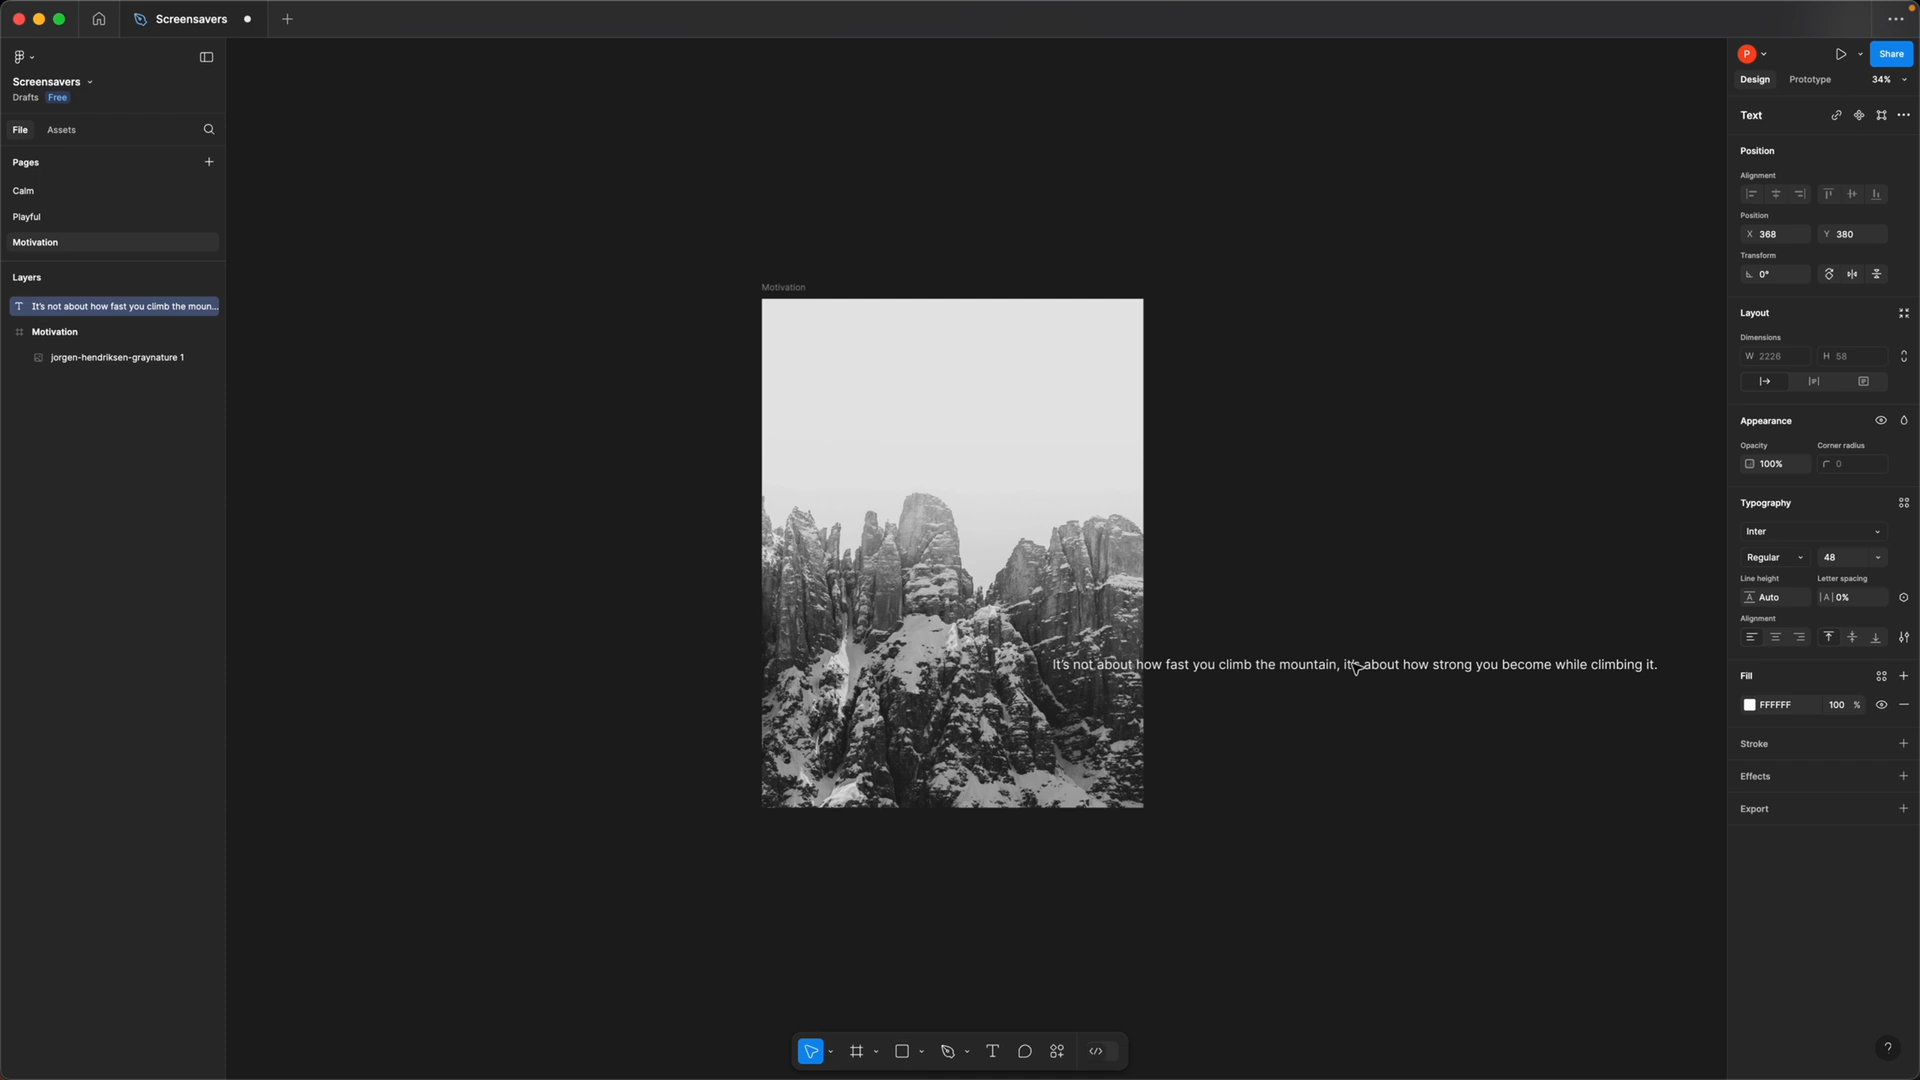 Screensavers
Screensavers
Drafts Free
File Assets
Pages
Calm
Playful
Motivation
Layers
It's not about how fast you climb the moun...
Motivation
jorgen-hendriksen-graynature 1
Motivation
It's not about how fast you climb the mountain, it's about how strong you become while climbing it.
P Share
Design Prototype 34%
Text
Position
Alignment
Position
X 368 Y 380
Transform
0°
Layout
Dimensions
W 2226 H 58
Appearance
Opacity Corner radius
100% 0
Typography
Inter
Regular 48
Line height Letter spacing
A Auto |A| 0%
Alignment
Fill
FFFFFF 100 %
Stroke
Effects
Export
?